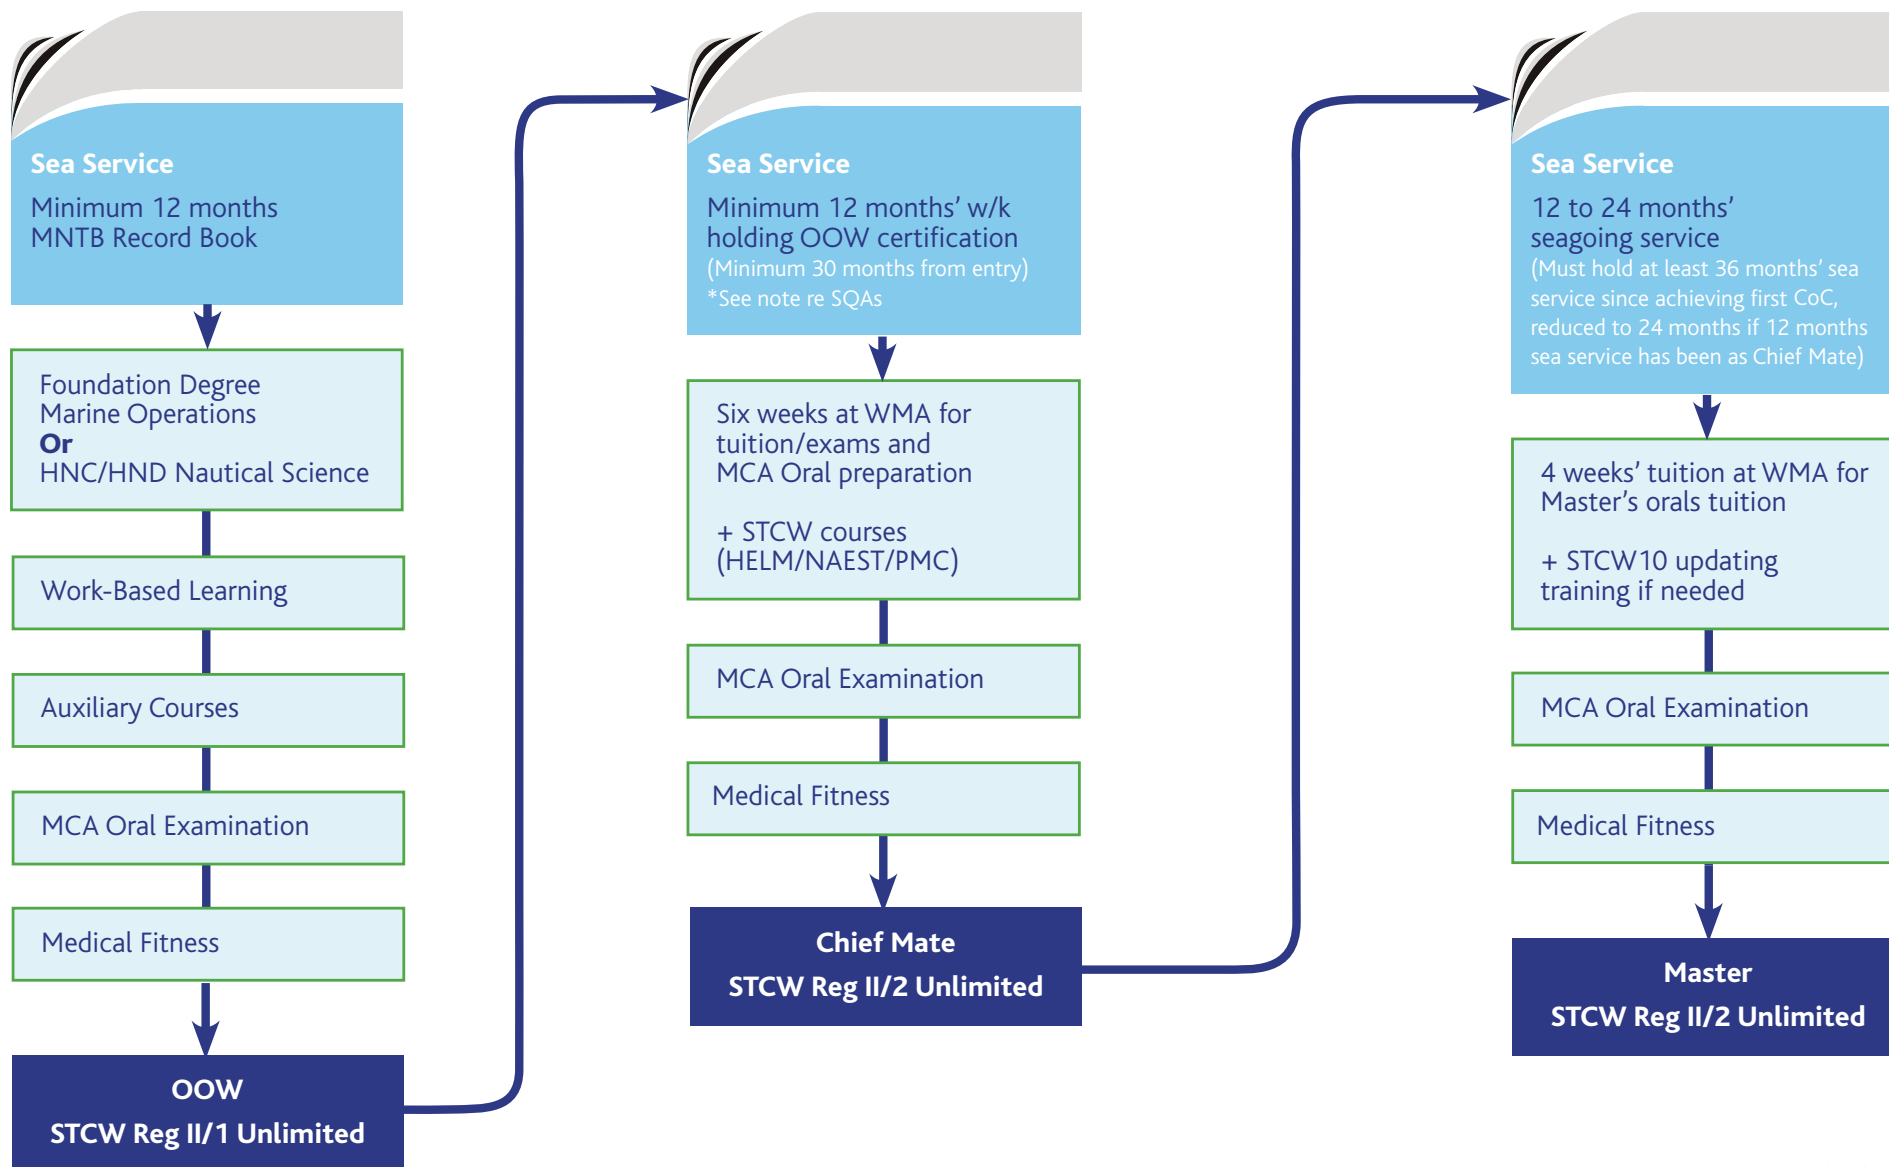 Sea Service
Minimum 12 months
MNTB Record Book
Foundation Degree
Marine Operations
Or
HNC/HND Nautical Science
Work-Based Learning
Auxiliary Courses
MCA Oral Examination
Medical Fitness
OOW
STCW Reg II/1 Unlimited
Sea Service
Minimum 12 months’ w/k
holding OOW certification
(Minimum 30 months from entry)
*See note re SQAs
Six weeks at WMA for
tuition/exams and
MCA Oral preparation
+ STCW courses
(HELM/NAEST/PMC)
MCA Oral Examination
Medical Fitness
Chief Mate
STCW Reg II/2 Unlimited
Sea Service
12 to 24 months’
seagoing service
(Must hold at least 36 months’ sea
service since achieving first CoC,
reduced to 24 months if 12 months
sea service has been as Chief Mate)
4 weeks’ tuition at WMA for
Master’s orals tuition
+ STCW10 updating
training if needed
MCA Oral Examination
Medical Fitness
Master
STCW Reg II/2 Unlimited